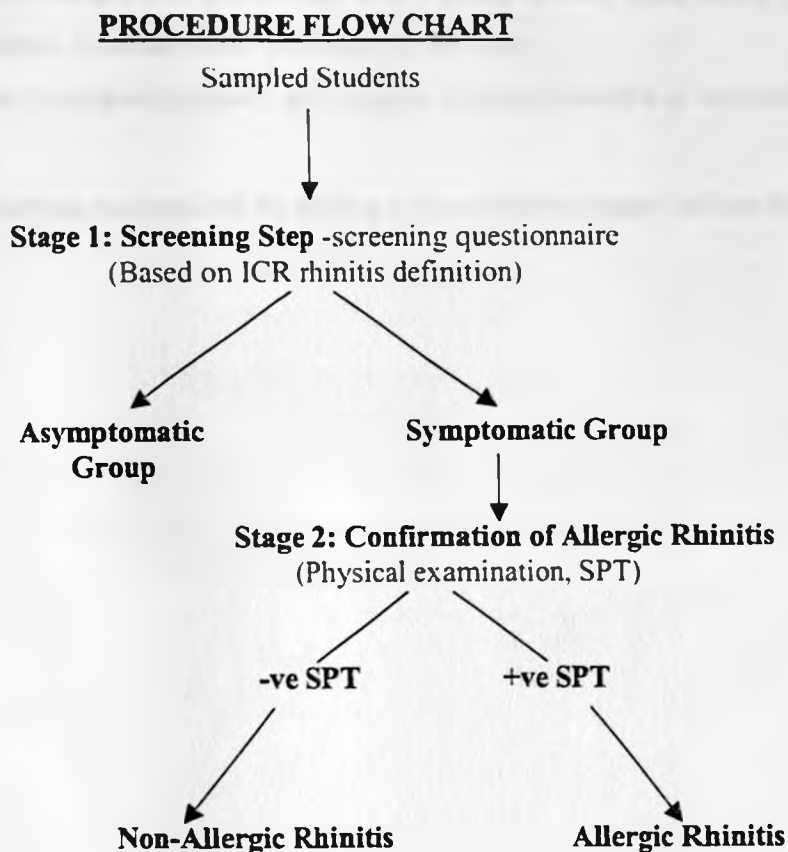 PROCEDURE FLOW CHART
Sampled Students
Stage 1: Screening Step -screening questionnaire
(Based on ICR rhinitis definition)
Asymptomatic
Group
Symptomatic Group
Stage 2: Confirmation of Allergic Rhinitis
(Physical examination, SPT)
-ve SPT
+ve SPT
Non-Allergic Rhinitis
Allergic Rhinitis